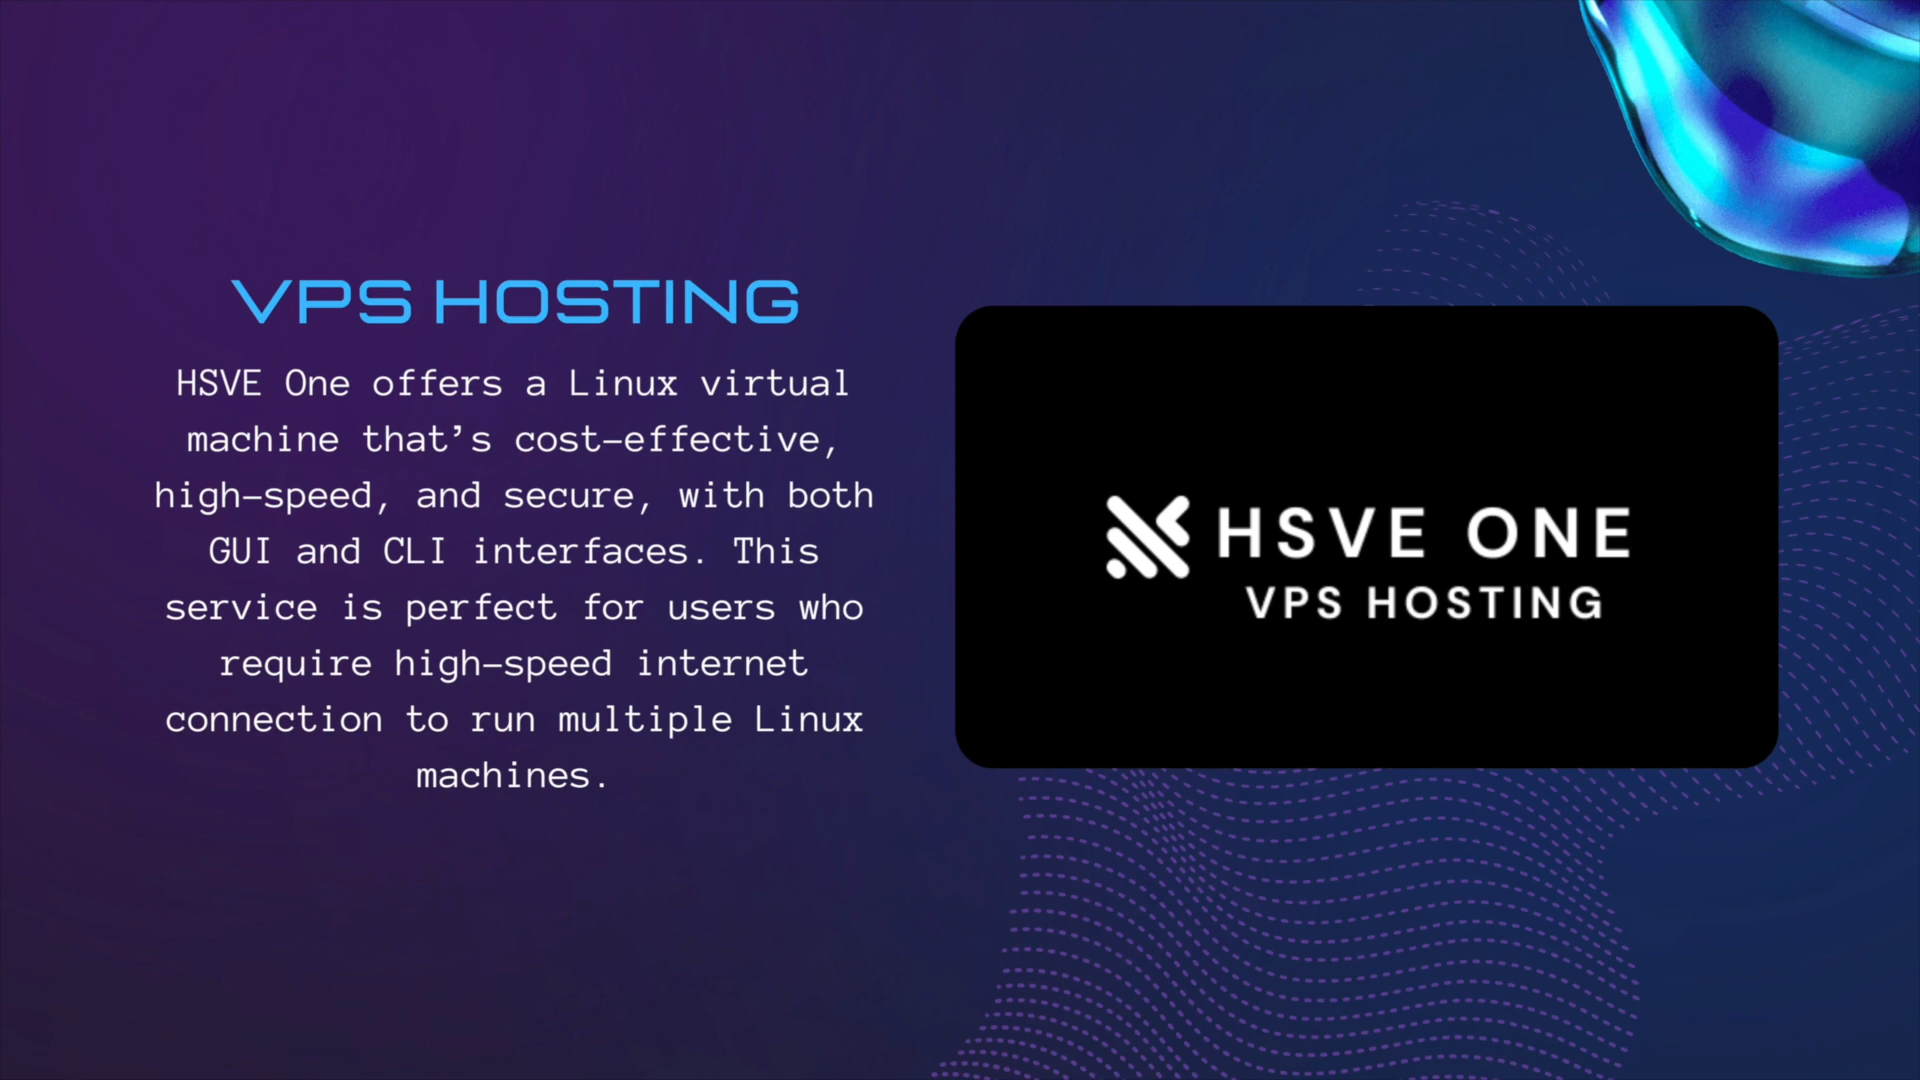 VPS HOSTING
HSVE One offers a Linux virtual
machine that’s cost-effective,
high-speed, and secure, with both
GUI and CLI interfaces. This
service is perfect for users who
require high-speed internet
connection to run multiple Linux
machines.
HSVE ONE
VPS HOSTING